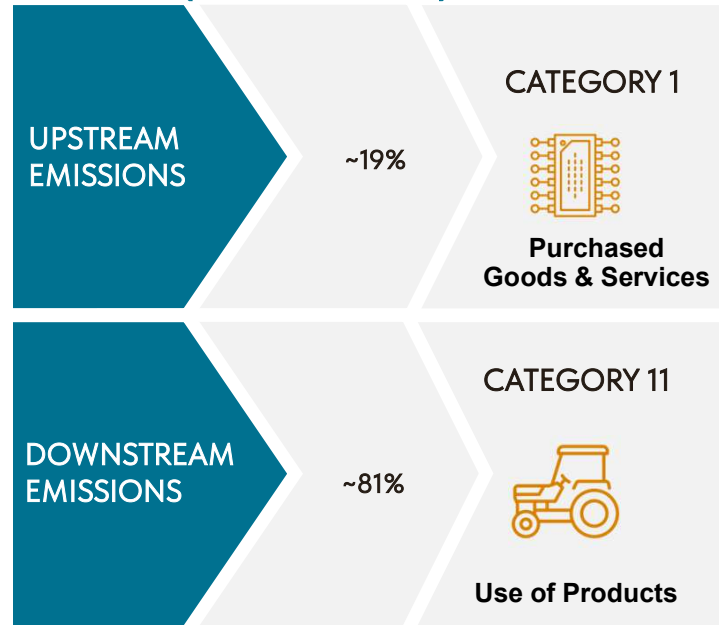 UPSTREAM
EMISSIONS
~19%
CATEGORY 1
Purchased
Goods & Services
DOWNSTREAM
EMISSIONS
~81%
CATEGORY 11
Use of Products